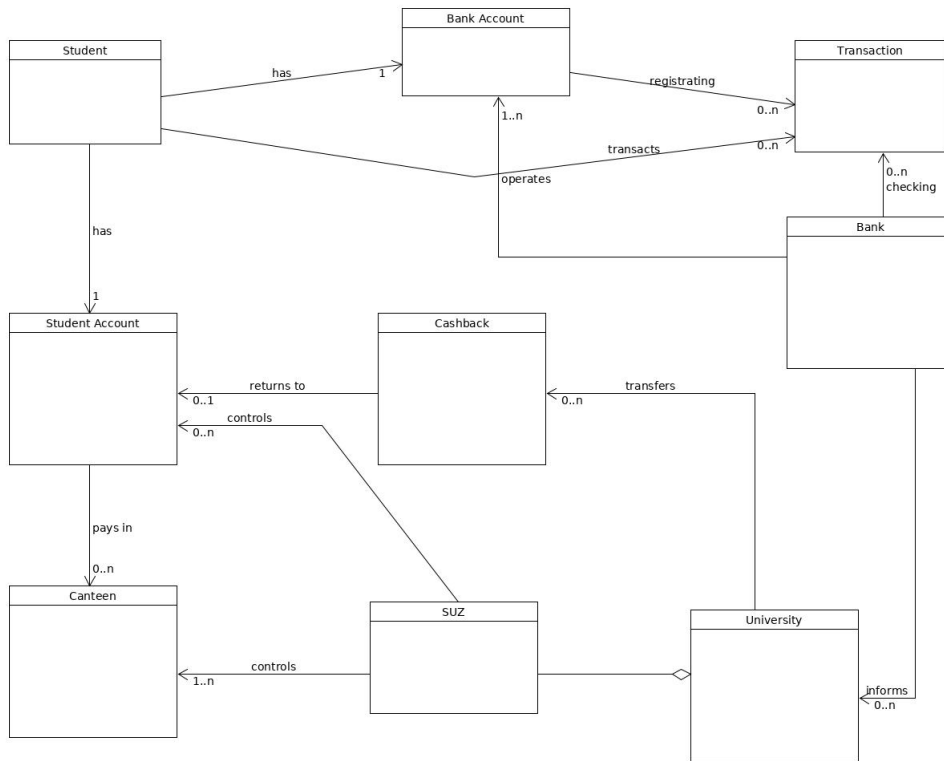 Bank Account
Student
Transaction
has
1
registrating
0..n
1..n
transacts
0..n
operates
0..n
checking
Bank
has
1
Student Account
Cashback
returns to
0..1
transfers
0..n
controls
0..n
pays in
0..n
Canteen
SUZ
University
controls
1..n
informs
0..n